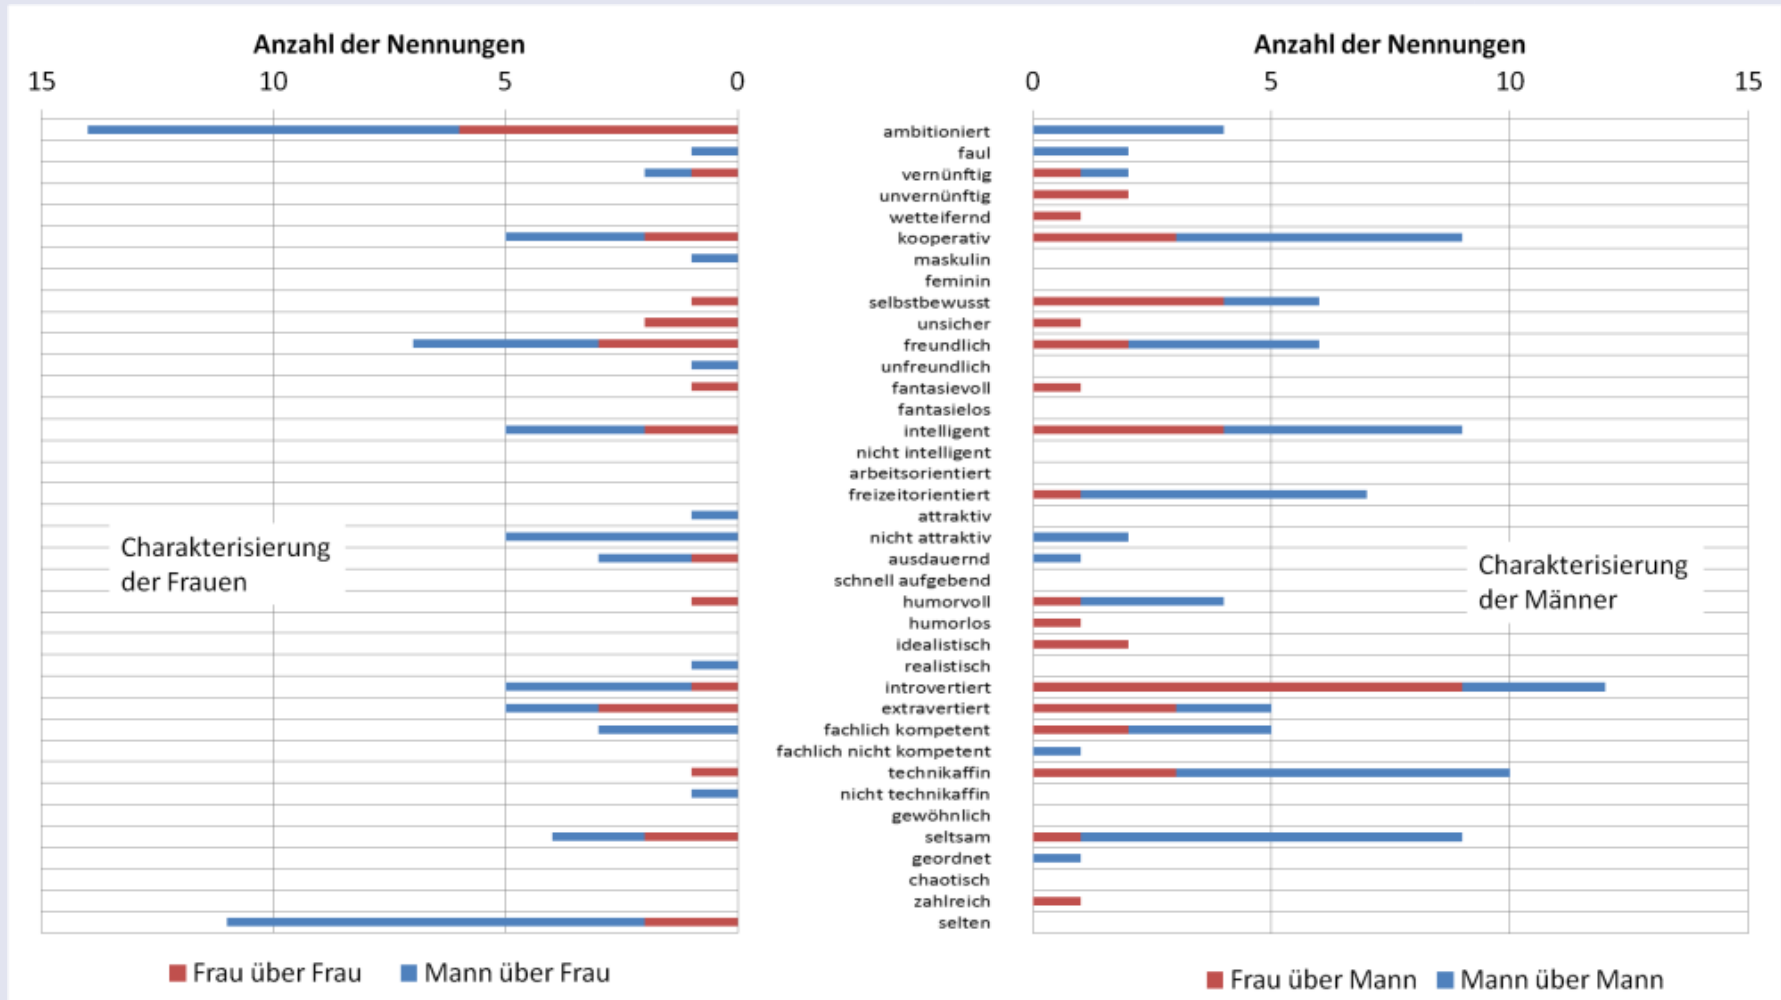 Anzahl der Nennungen
Anzahl der Nennungen
15 10 5 0
0 5 10 15
ambitioniert
faul
vernünftig
unvernünftig
wetteifernd
kooperativ
maskulin
feminin
selbstbewusst
unsicher
freundlich
unfreundlich
fantasievoll
fantasielos
intelligent
nicht intelligent
arbeitsorientiert
freizeitorientiert
attraktiv
nicht attraktiv
ausdauernd
schnell aufgebend
humorvoll
humorlos
idealistisch
realistisch
introvertiert
extravertiert
fachlich kompetent
fachlich nicht kompetent
technikaffin
nicht technikaffin
gewöhnlich
seltsam
geordnet
chaotisch
zahlreich
selten
Charakterisierung
der Frauen
Charakterisierung
der Männer
Frau über Frau Mann über Frau
Frau über Mann Mann über Mann